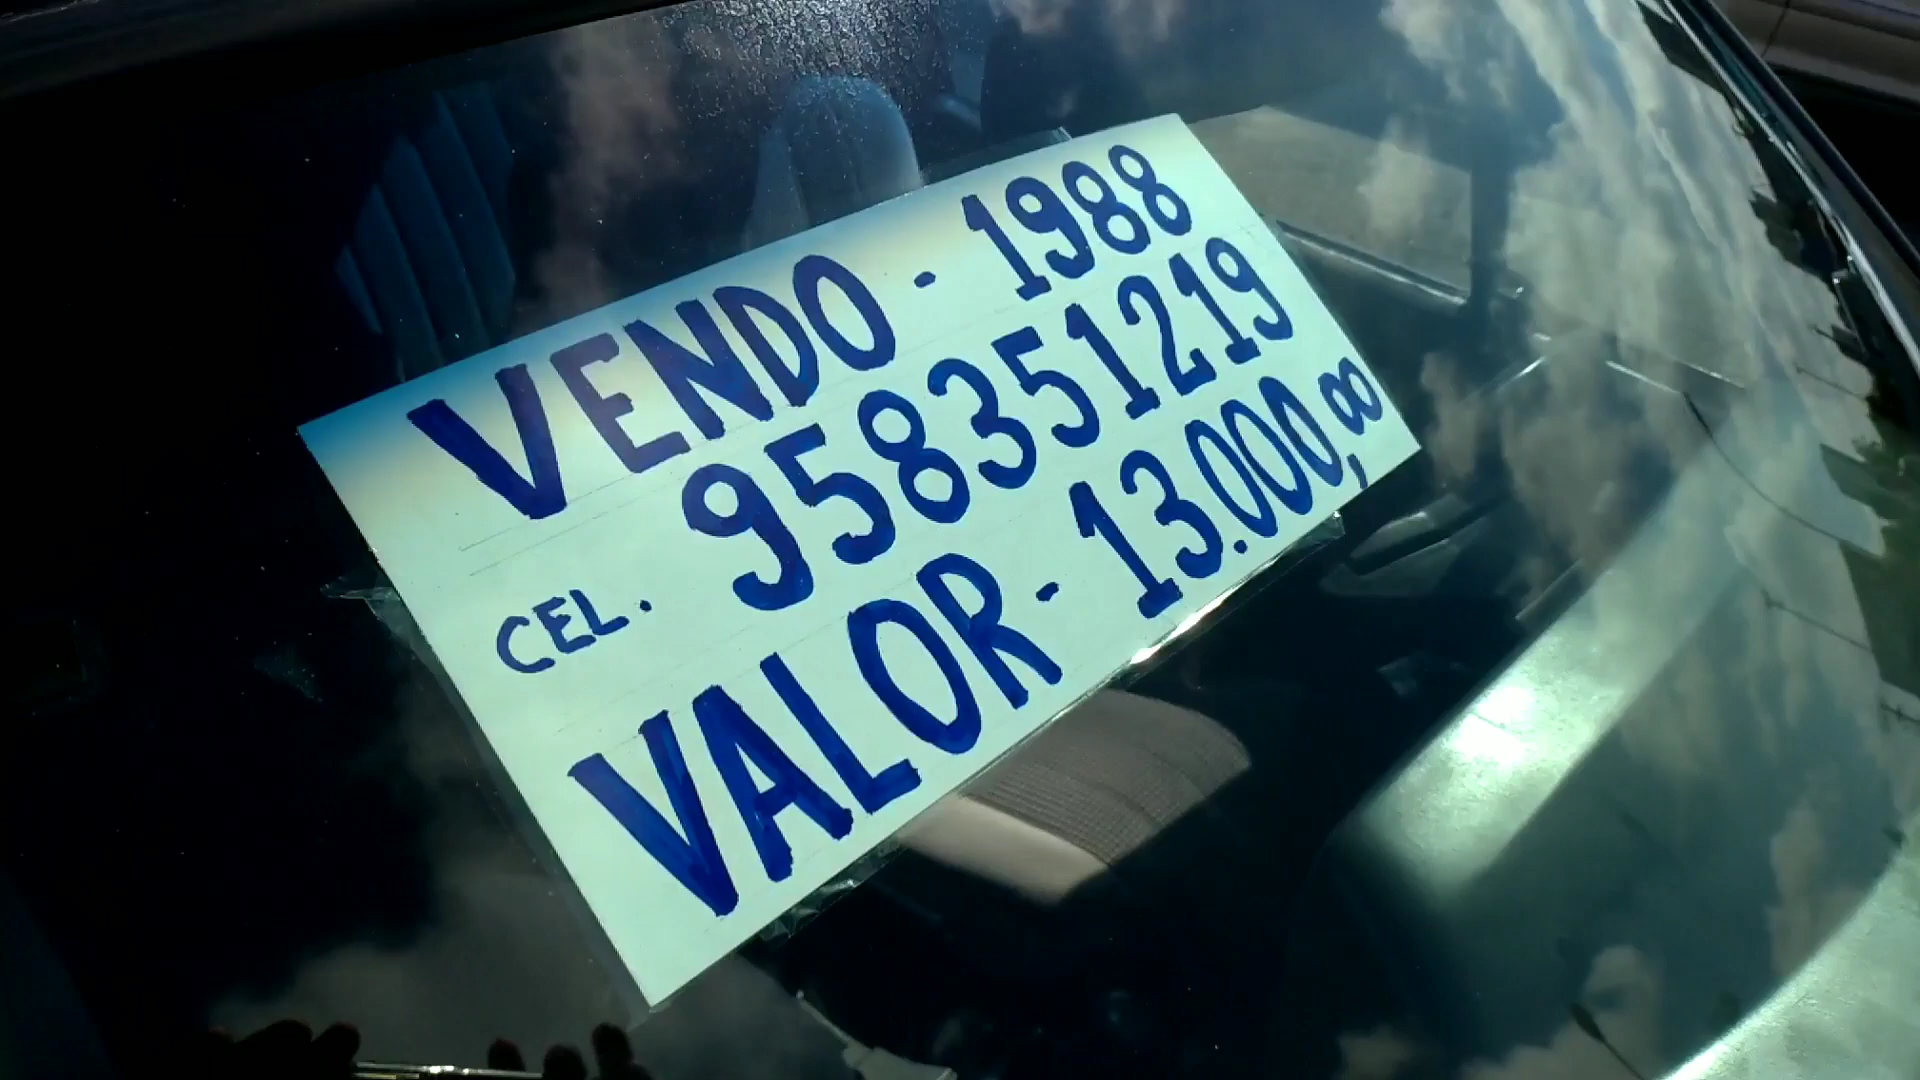 VENDO - 1988
CEL. 958351219
VALOR - 13.000,00